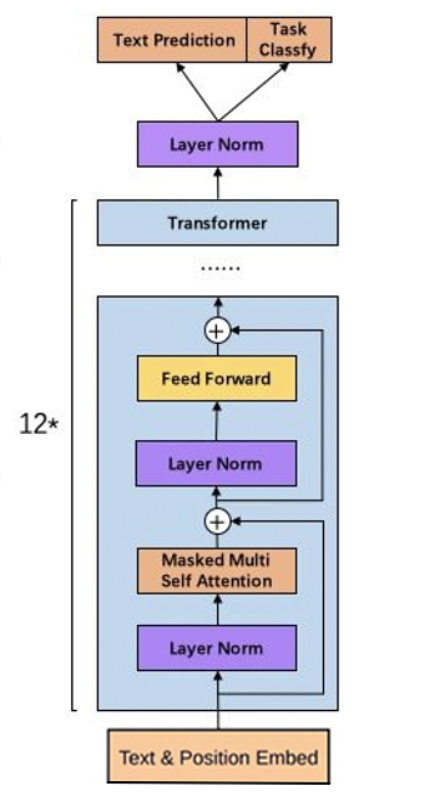 Text Prediction
Task
Classfy
Layer Norm
Transformer
......
12*
Feed Forward
Layer Norm
Masked Multi
Self Attention
Layer Norm
Text & Position Embed